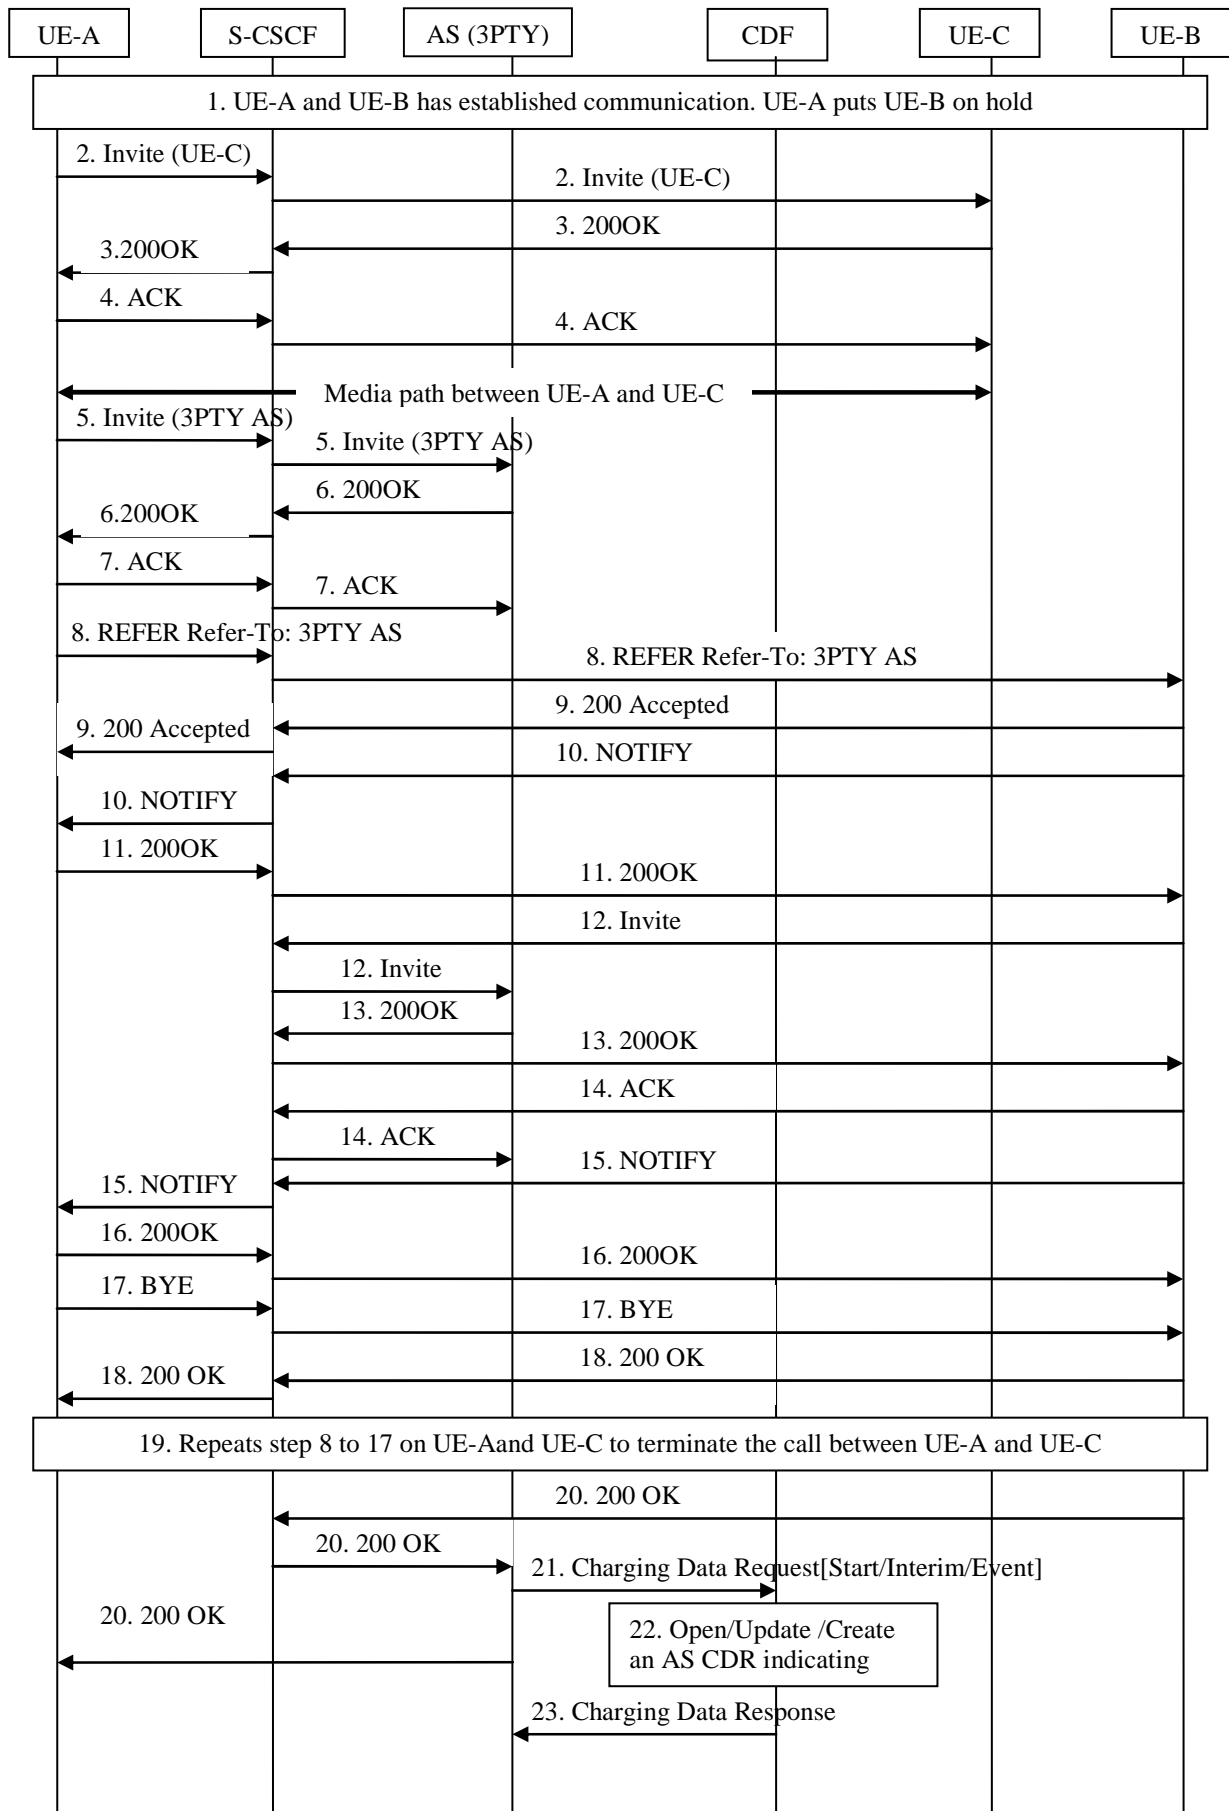 UE-A
S-CSCF
AS (3PTY)
CDF
UE-C
UE-B
1. UE-A and UE-B has established communication. UE-A puts UE-B on hold
2. Invite (UE-C)
2. Invite (UE-C)
3. 200OK
3.200OK
4. ACK
4. ACK
Media path between UE-A and UE-C
5. Invite (3PTY AS)
5. Invite (3PTY AS)
6. 200OK
6.200OK
7. ACK
7. ACK
8. REFER Refer-To: 3PTY AS
8. REFER Refer-To: 3PTY AS
9. 200 Accepted
9. 200 Accepted
10. NOTIFY
10. NOTIFY
11. 200OK
11. 200OK
12. Invite
12. Invite
13. 200OK
13. 200OK
14. ACK
14. ACK
15. NOTIFY
15. NOTIFY
16. 200OK
16. 200OK
17. BYE
17. BYE
18. 200 OK
18. 200 OK
19. Repeats step 8 to 17 on UE-Aand UE-C to terminate the call between UE-A and UE-C
20. 200 OK
20. 200 OK
21. Charging Data Request[Start/Interim/Event]
20. 200 OK
22. Open/Update /Create
an AS CDR indicating
23. Charging Data Response